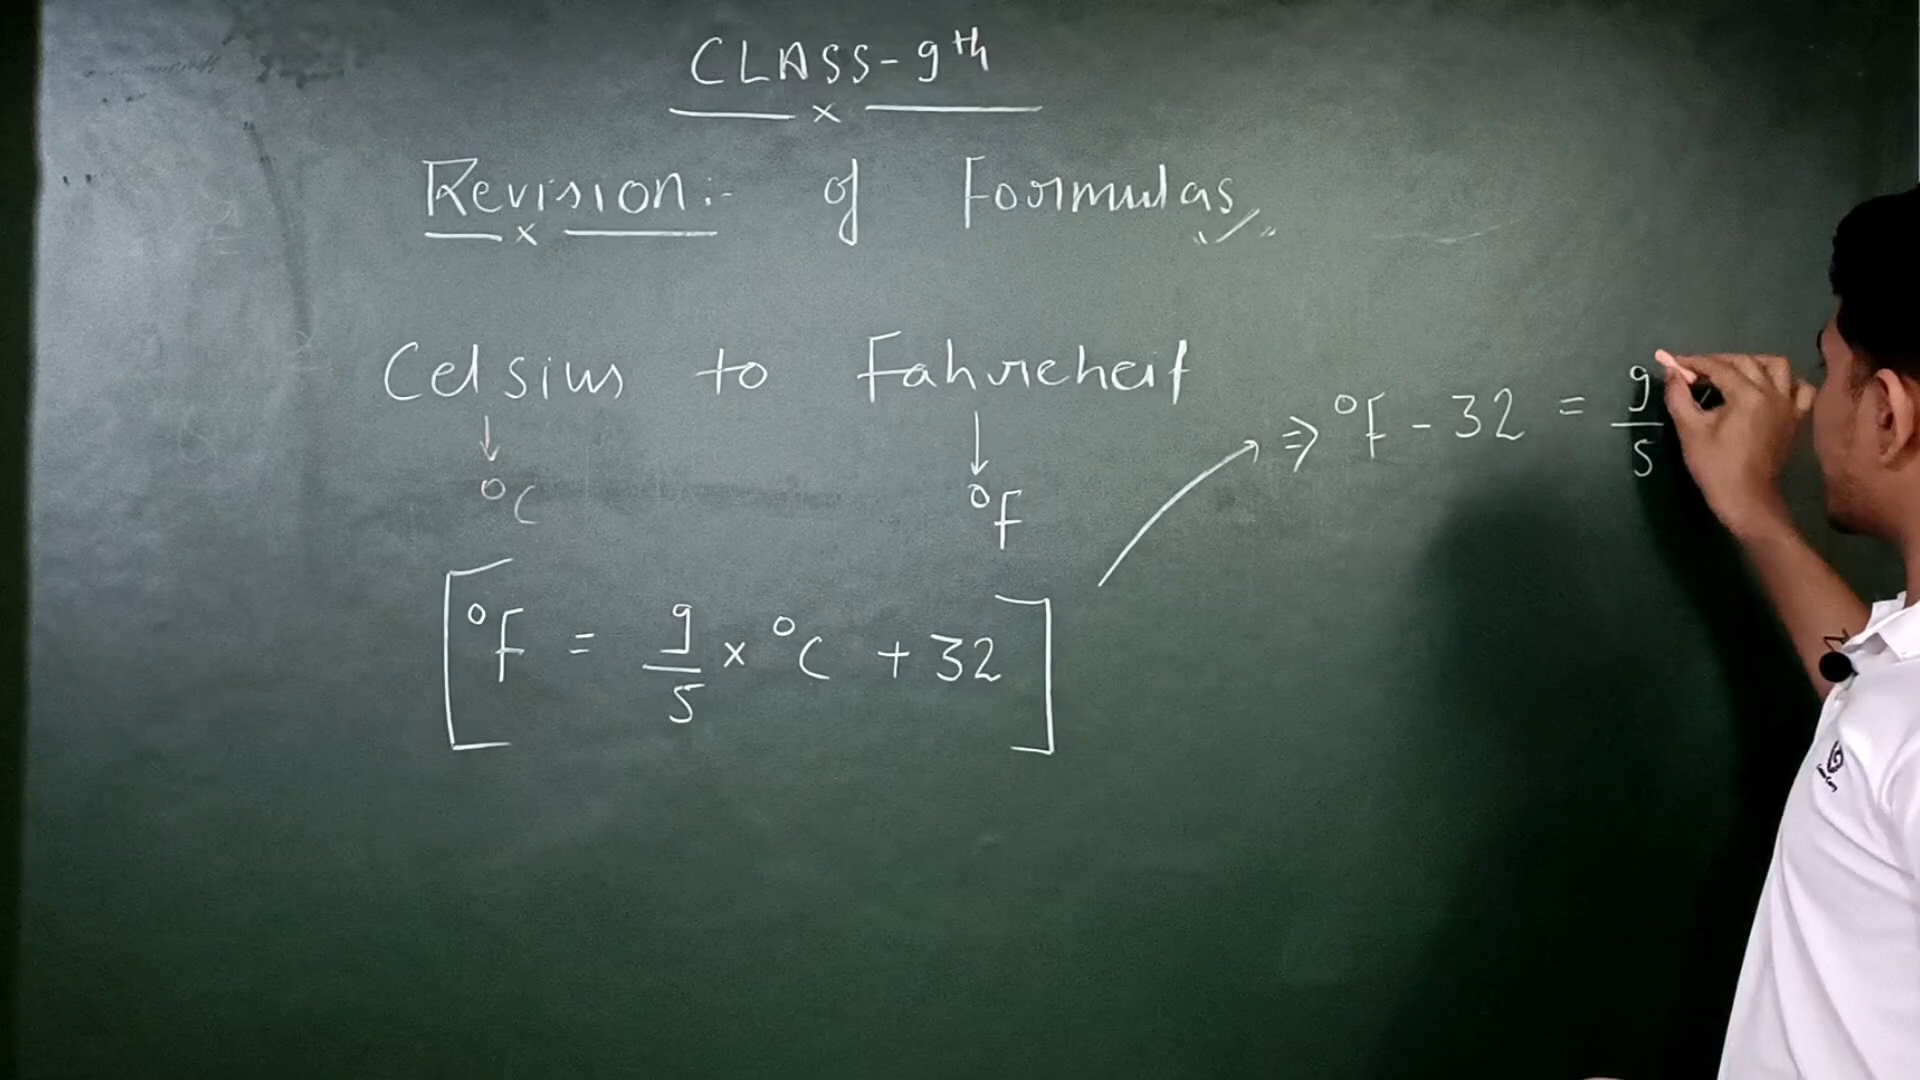 CLASS-9th
Revision:- of Formulas
Celsius to Fahreheit
°C °F
°F = 9/5 × °C + 32
⇒ °F - 32 = 9/5